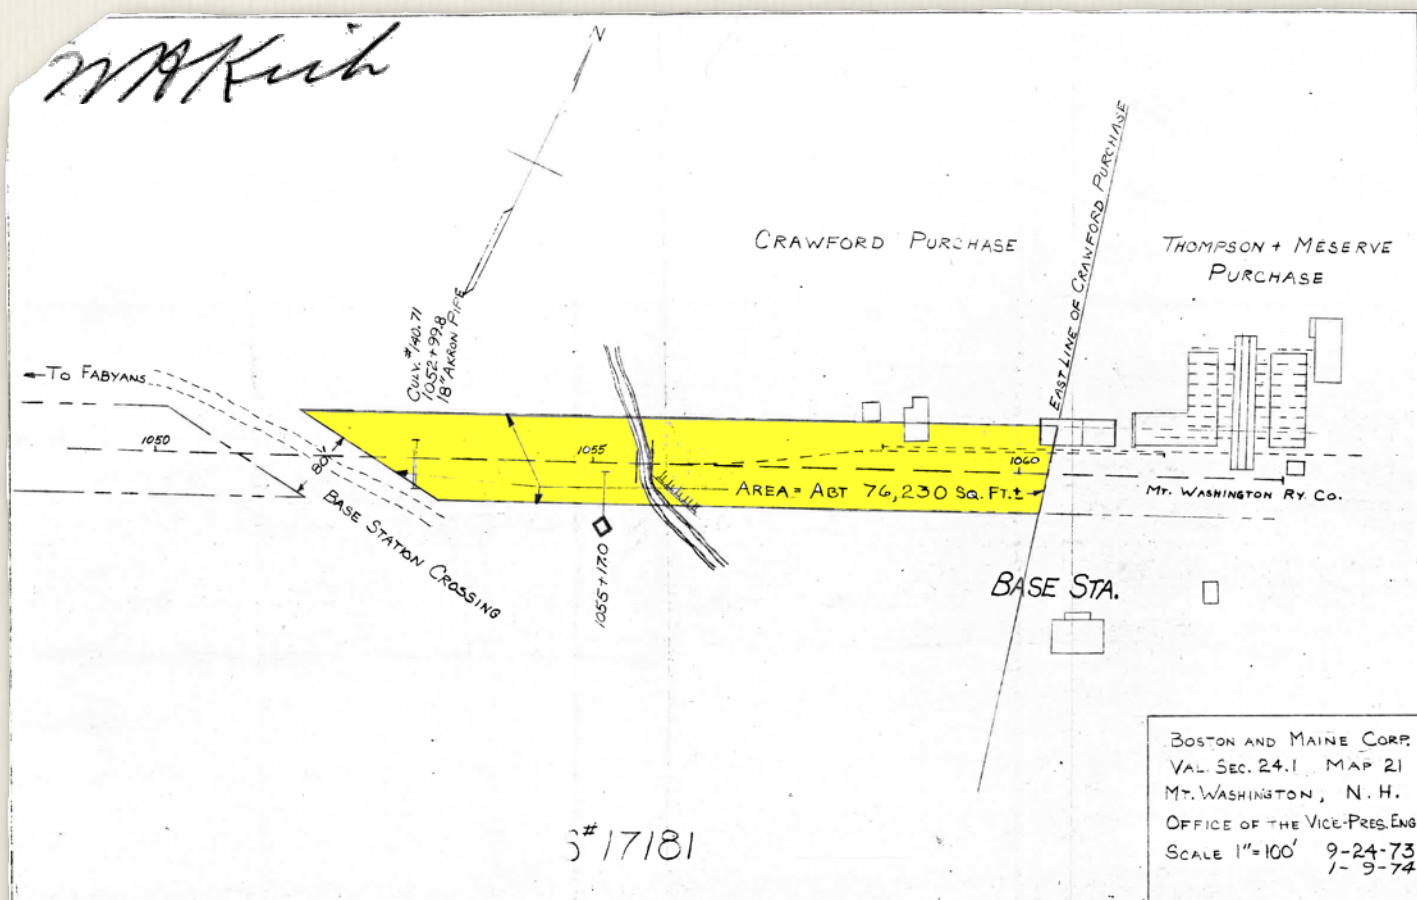 N
CRAWFORD PURCHASE
EAST LINE OF CRAWFORD PURCHASE
THOMPSON + MESERVE
PURCHASE
CULV. #140.71
1052+99.8
18" AKRON PIPE
TO FABYANS
1050
80'
BASE STATION CROSSING
1055
1055+17.0
1060
AREA = ABT 76,230 SQ. FT.±
MT. WASHINGTON RY. CO.
BASE STA.
#17181
BOSTON AND MAINE CORP.
VAL. SEC. 24.1 MAP 21
MT. WASHINGTON, N. H.
OFFICE OF THE VICE-PRES. ENG
SCALE 1"=100' 9-24-73
1-9-74